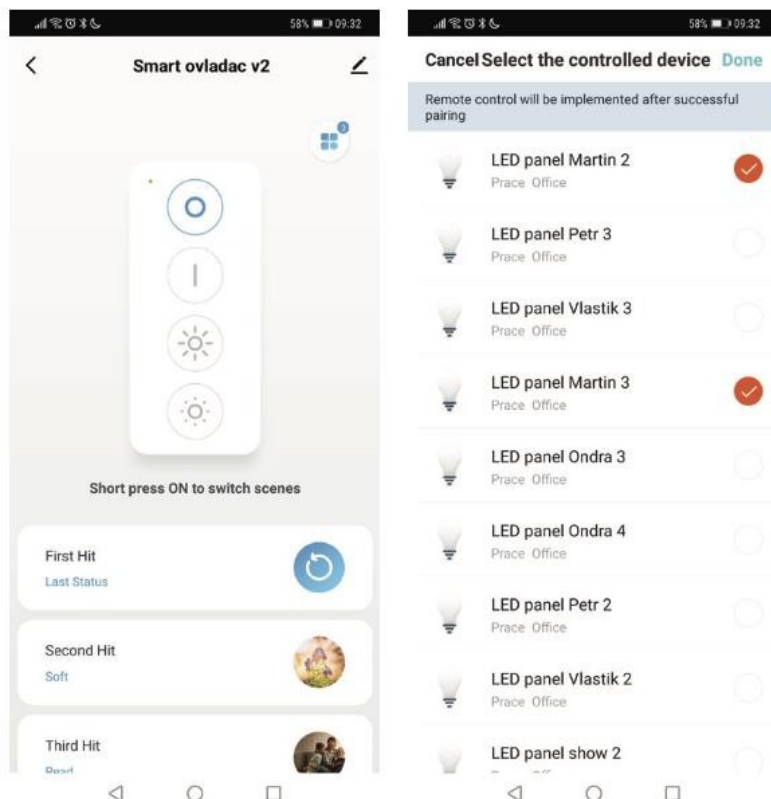 58% 09:32
Smart ovladac v2
3
Short press ON to switch scenes
First Hit
Last Status
Second Hit
Soft
Third Hit
Read
58% 09:32
Cancel Select the controlled device Done
Remote control will be implemented after successful
pairing
LED panel Martin 2
Prace Office
LED panel Petr 3
Prace Office
LED panel Vlastik 3
Prace Office
LED panel Martin 3
Prace Office
LED panel Ondra 3
Prace Office
LED panel Ondra 4
Prace Office
LED panel Petr 2
Prace Office
LED panel Vlastik 2
Prace Office
LED panel show 2